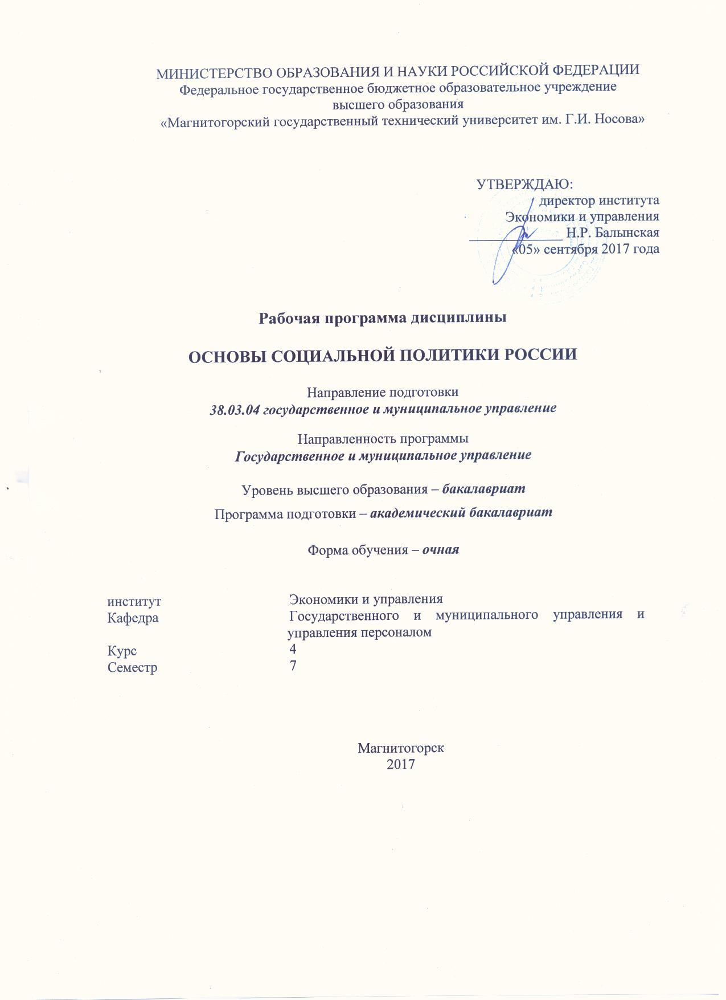 МИНИСТЕРСТВО ОБРАЗОВАНИЯ И НАУКИ РОССИЙСКОЙ ФЕДЕРАЦИИ
Федеральное государственное бюджетное образовательное учреждение
высшего образования
«Магнитогорский государственный технический университет им. Г.И. Носова»
УТВЕРЖДАЮ:
директор института
Экономики и управления
_____________ Н.Р. Балынская
«05» сентября 2017 года
Рабочая программа дисциплины
ОСНОВЫ СОЦИАЛЬНОЙ ПОЛИТИКИ РОССИИ
Направление подготовки
38.03.04 государственное и муниципальное управление
Направленность программы
Государственное и муниципальное управление
Уровень высшего образования – бакалавриат
Программа подготовки – академический бакалавриат
Форма обучения – очная
институт Экономики и управления
Кафедра Государственного и муниципального управления и
управления персоналом
Курс 4
Семестр 7
Магнитогорск
2017